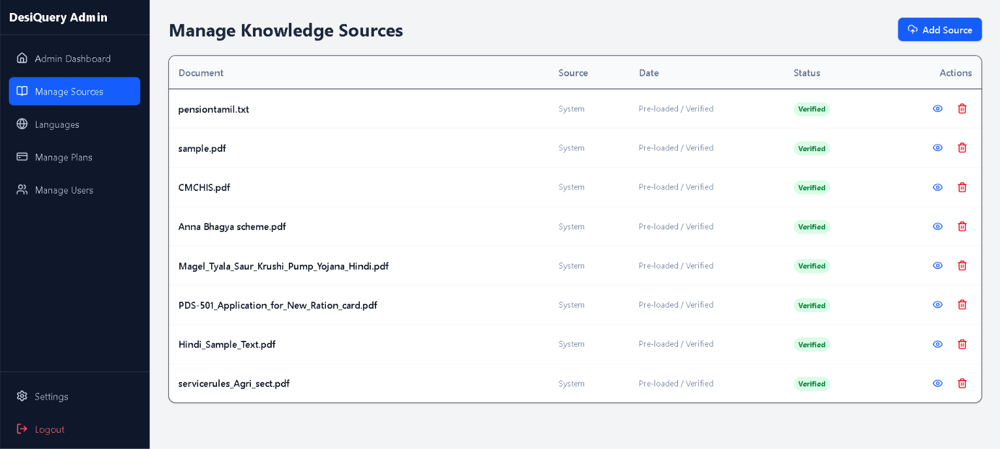 DesiQuery Admin
Admin Dashboard
Manage Sources
Languages
Manage Plans
Manage Users
Settings
Logout
Manage Knowledge Sources
Add Source
Document Source Date Status Actions
pensiontamil.txt System Pre-loaded / Verified Verified
sample.pdf System Pre-loaded / Verified Verified
CMCHIS.pdf System Pre-loaded / Verified Verified
Anna Bhagya scheme.pdf System Pre-loaded / Verified Verified
Magel_Tyala_Saur_Krushi_Pump_Yojana_Hindi.pdf System Pre-loaded / Verified Verified
PDS-501_Application_for_New_Ration_card.pdf System Pre-loaded / Verified Verified
Hindi_Sample_Text.pdf System Pre-loaded / Verified Verified
servicerules_Agri_sect.pdf System Pre-loaded / Verified Verified